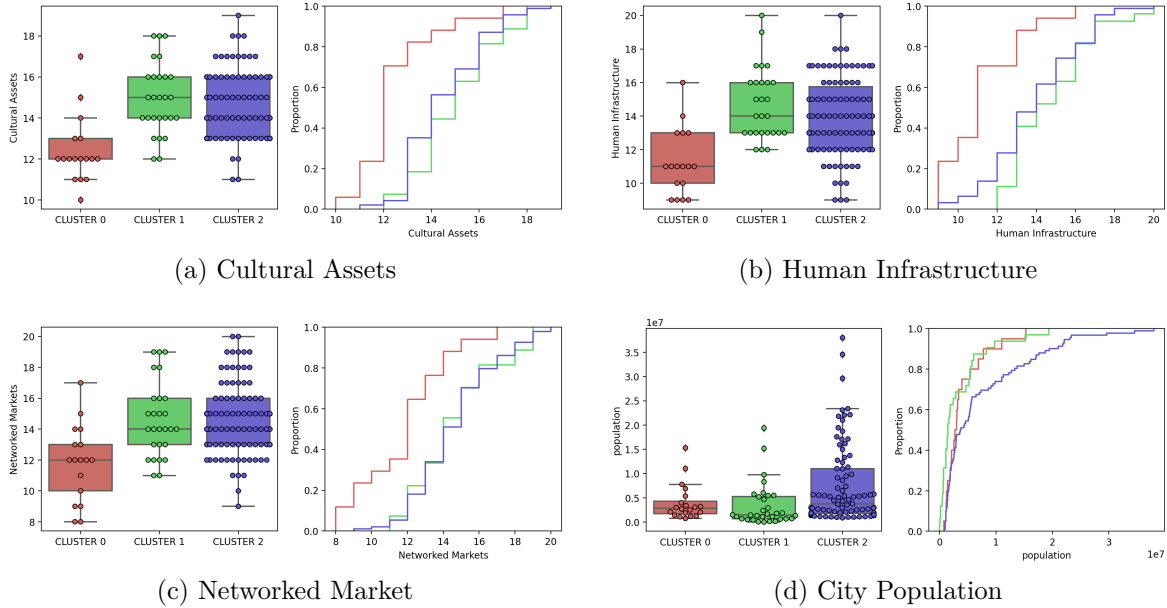 Cultural Assets
18
16
14
12
10
CLUSTER 0 CLUSTER 1 CLUSTER 2
Proportion
1.0
0.8
0.6
0.4
0.2
0.0
10 12 14 16 18
Cultural Assets
(a) Cultural Assets
Human Infrastructure
20
18
16
14
12
10
CLUSTER 0 CLUSTER 1 CLUSTER 2
Proportion
1.0
0.8
0.6
0.4
0.2
0.0
10 12 14 16 18 20
Human Infrastructure
(b) Human Infrastructure
Networked Markets
20
18
16
14
12
10
8
CLUSTER 0 CLUSTER 1 CLUSTER 2
Proportion
1.0
0.8
0.6
0.4
0.2
0.0
8 10 12 14 16 18 20
Networked Markets
(c) Networked Market
1e7
population
3.5
3.0
2.5
2.0
1.5
1.0
0.5
0.0
CLUSTER 0 CLUSTER 1 CLUSTER 2
Proportion
1.0
0.8
0.6
0.4
0.2
0.0
0 1 2 3
population
1e7
(d) City Population